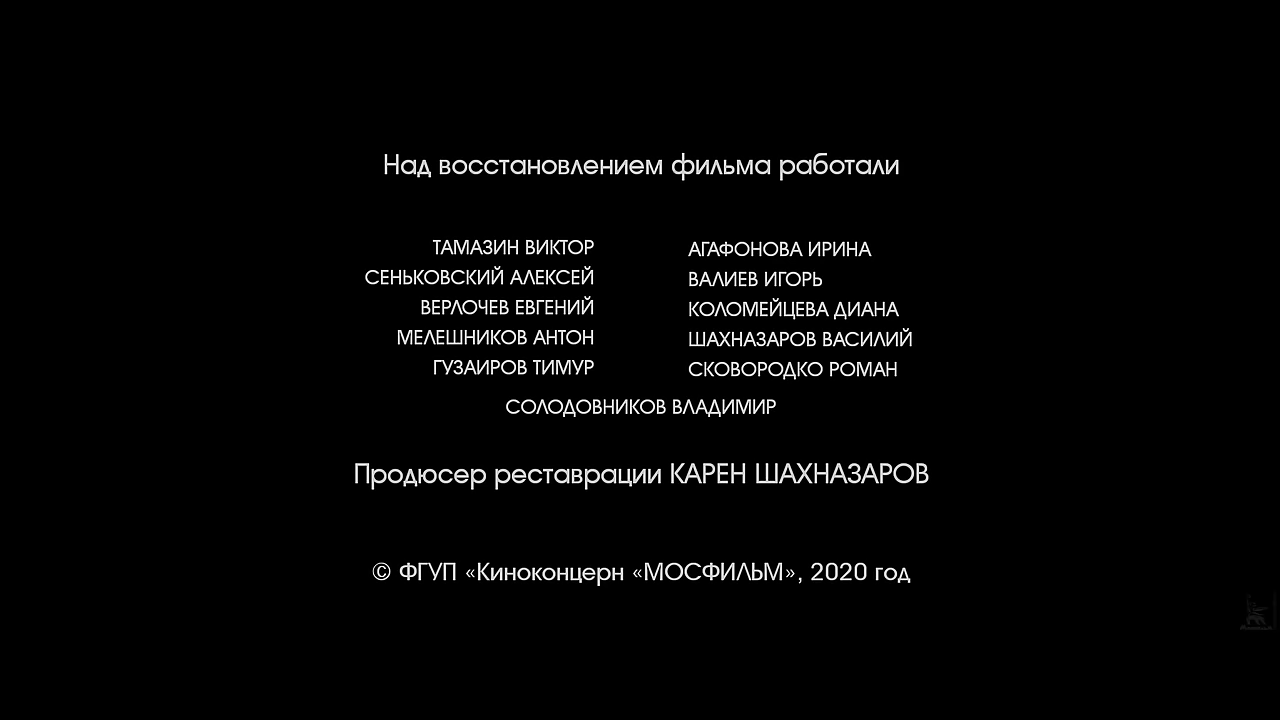 Над восстановлением фильма работали
ТАМАЗИН ВИКТОР
СЕНЬКОВСКИЙ АЛЕКСЕЙ
ВЕРЛОЧЕВ ЕВГЕНИЙ
МЕЛЕШНИКОВ АНТОН
ГУЗАИРОВ ТИМУР
АГАФОНОВА ИРИНА
ВАЛИЕВ ИГОРЬ
КОЛОМЕЙЦЕВА ДИАНА
ШАХНАЗАРОВ ВАСИЛИЙ
СКОВОРОДКО РОМАН
СОЛОДОВНИКОВ ВЛАДИМИР
Продюсер реставрации КАРЕН ШАХНАЗАРОВ
© ФГУП «Киноконцерн «МОСФИЛЬМ», 2020 год